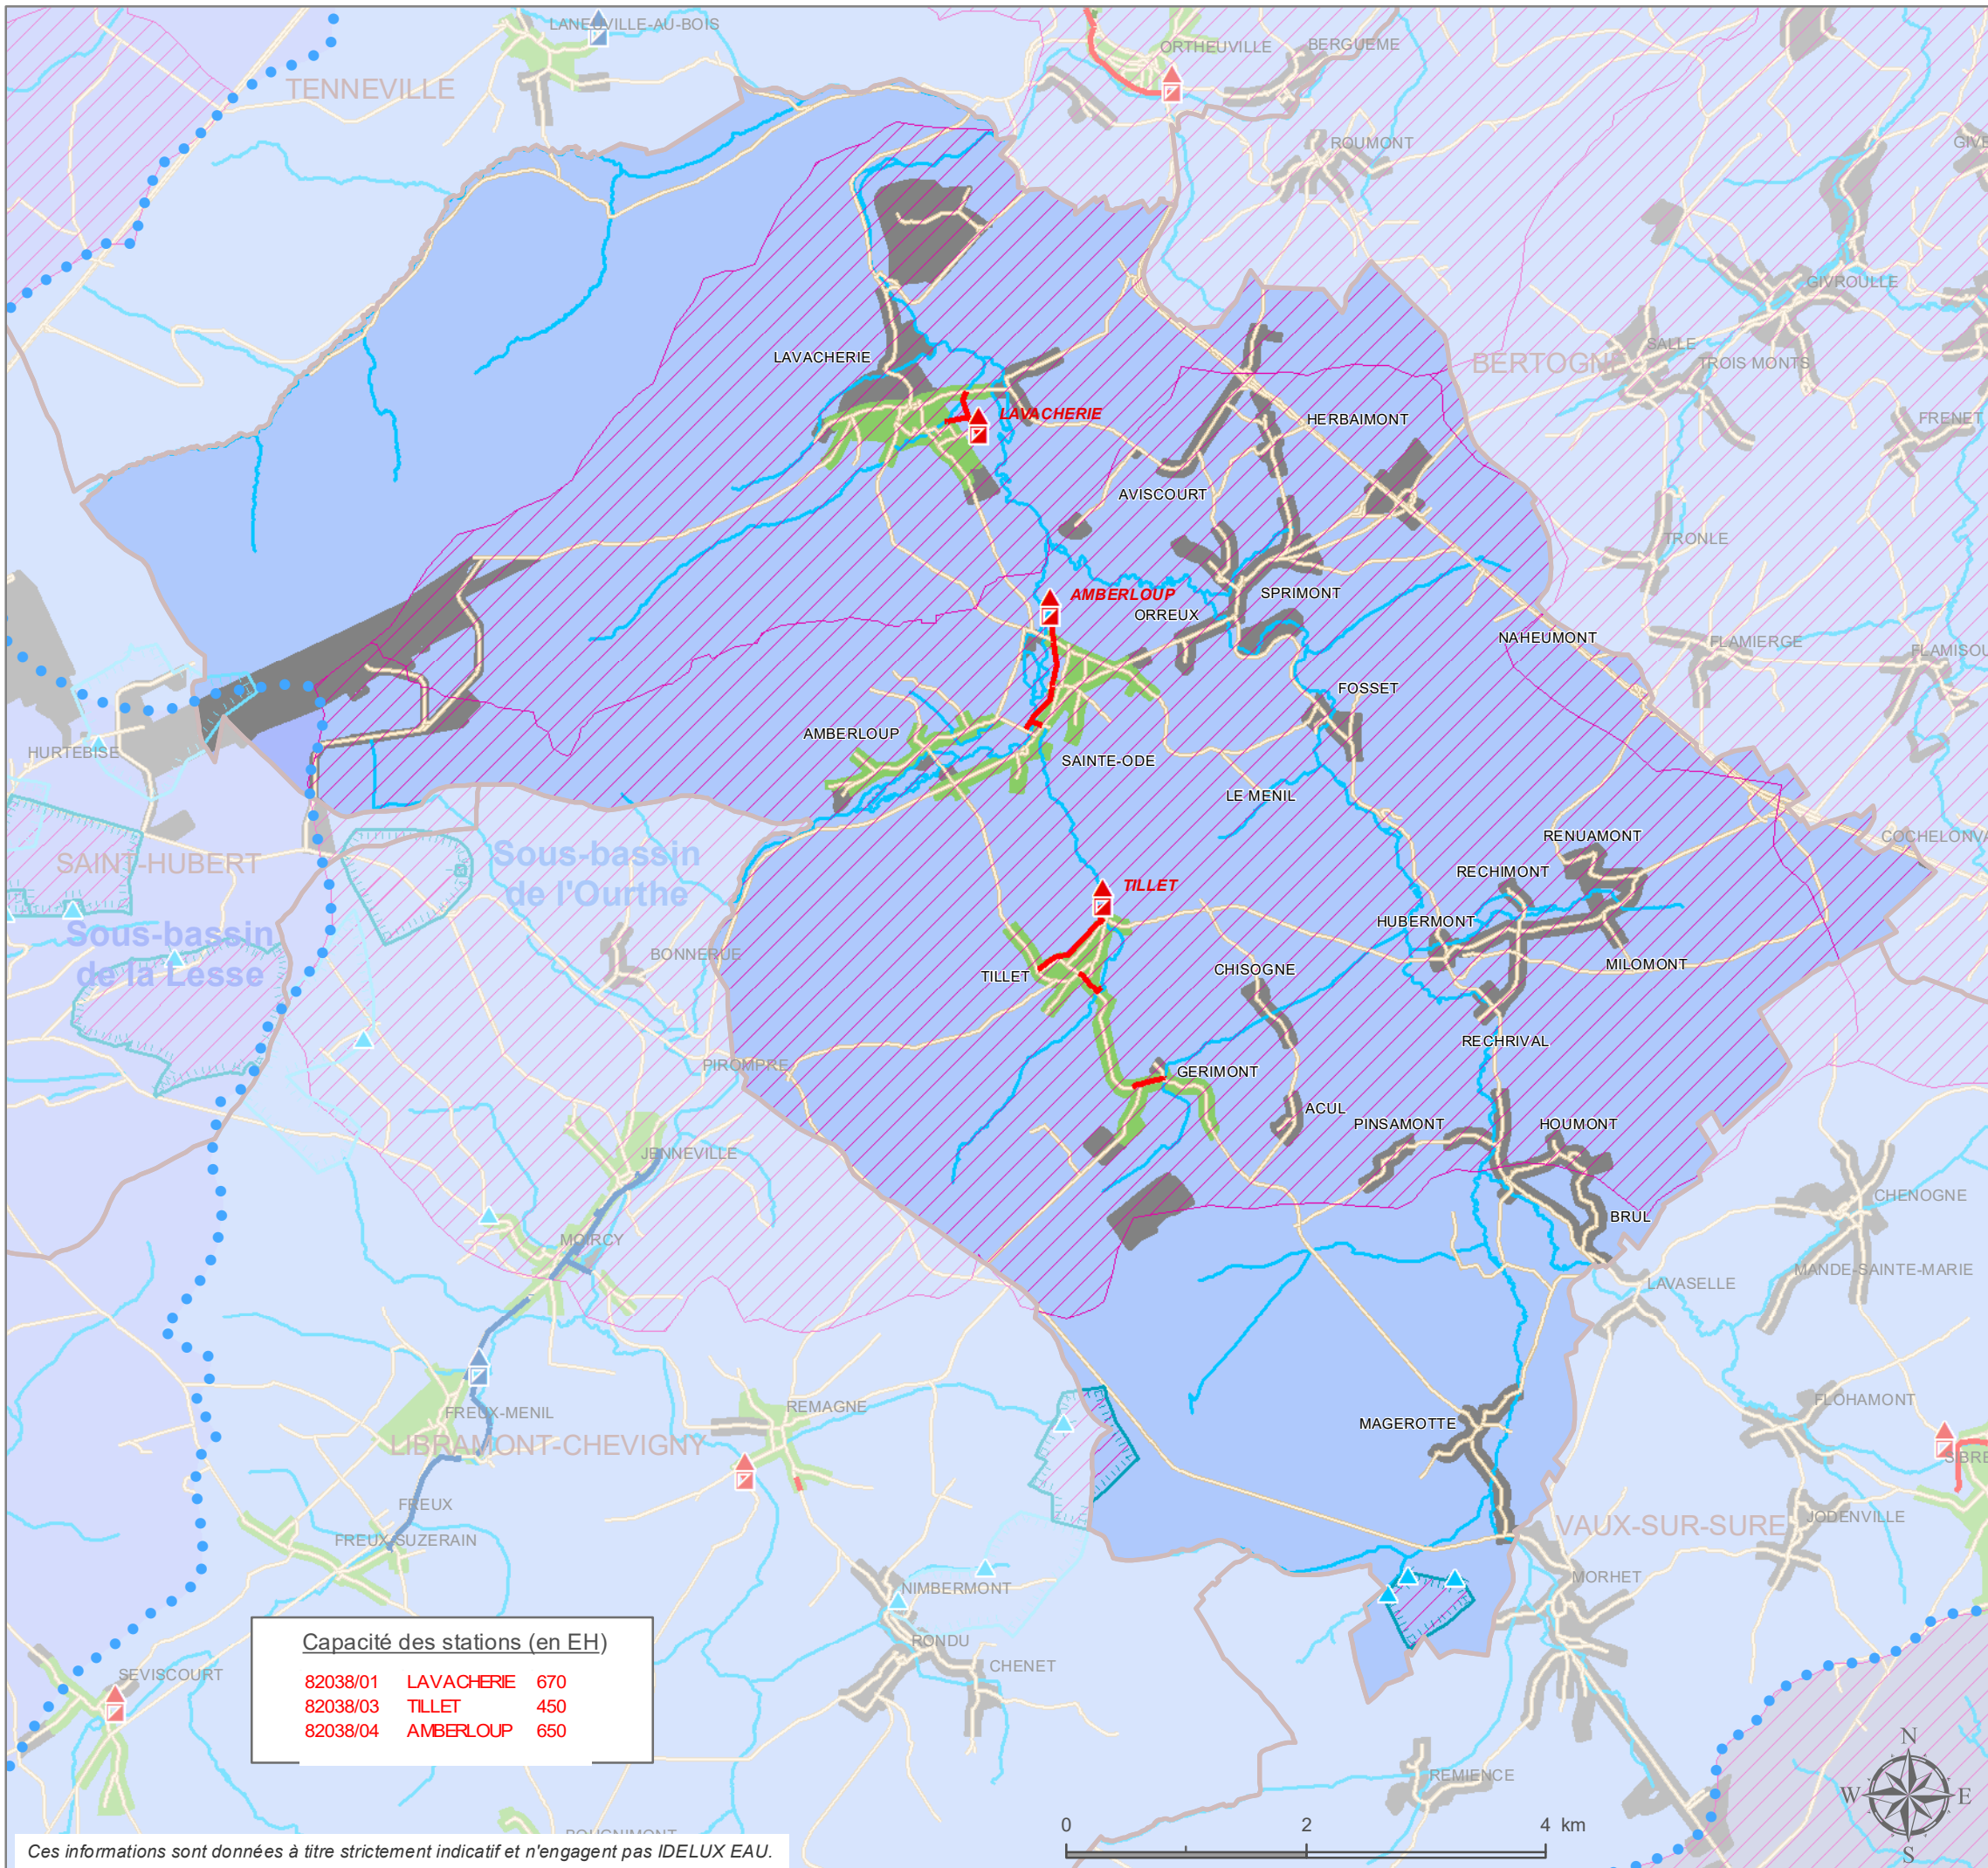 LANEUVILLE-AU-BOIS
TENNEVILLE
ORTHEUVILLE
BERGUEME
ROUMONT
GIVROULLE
LAVACHERIE
SALLE
BERTOGNE
TROIS MONTS
LAVACHERIE
HERBAIMONT
FRENET
AVISCOURT
TRONLE
AMBERLOUP
SPRIMONT
ORREUX
NAHEUMONT
FLAMIERGE
FOSSET
AMBERLOUP
HURTEBISE
SAINTE-ODE
LE MENIL
RENUAMONT
SAINT-HUBERT
Sous-bassin
de l'Ourthe
RECHIMONT
TILLET
HUBERMONT
Sous-bassin
de la Lesse
BONNERUE
TILLET
CHISOGNE
MILOMONT
RECHRIVAL
PIROMPRE
GERIMONT
ACUL
PINSAMONT
HOUMONT
JENNEVILLE
CHENOGNE
BRUL
MOIRCY
LAVASELLE
MANDE-SAINTE-MARIE
FREUX-MENIL
REMAGNE
MAGEROTTE
FLOHAMONT
LIBRAMONT-CHEVIGNY
FREUX
FREUX-SUZERAIN
VAUX-SUR-SURE
JODENVILLE
NIMBERMONT
MORHET
RONDU
CHENET
SEVISCOURT
Capacité des stations (en EH)
82038/01 LAVACHERIE 670
82038/03 TILLET 450
82038/04 AMBERLOUP 650
REMIENCE
N
W E
S
0 2 4 km
Ces informations sont données à titre strictement indicatif et n'engagent pas IDELUX EAU.